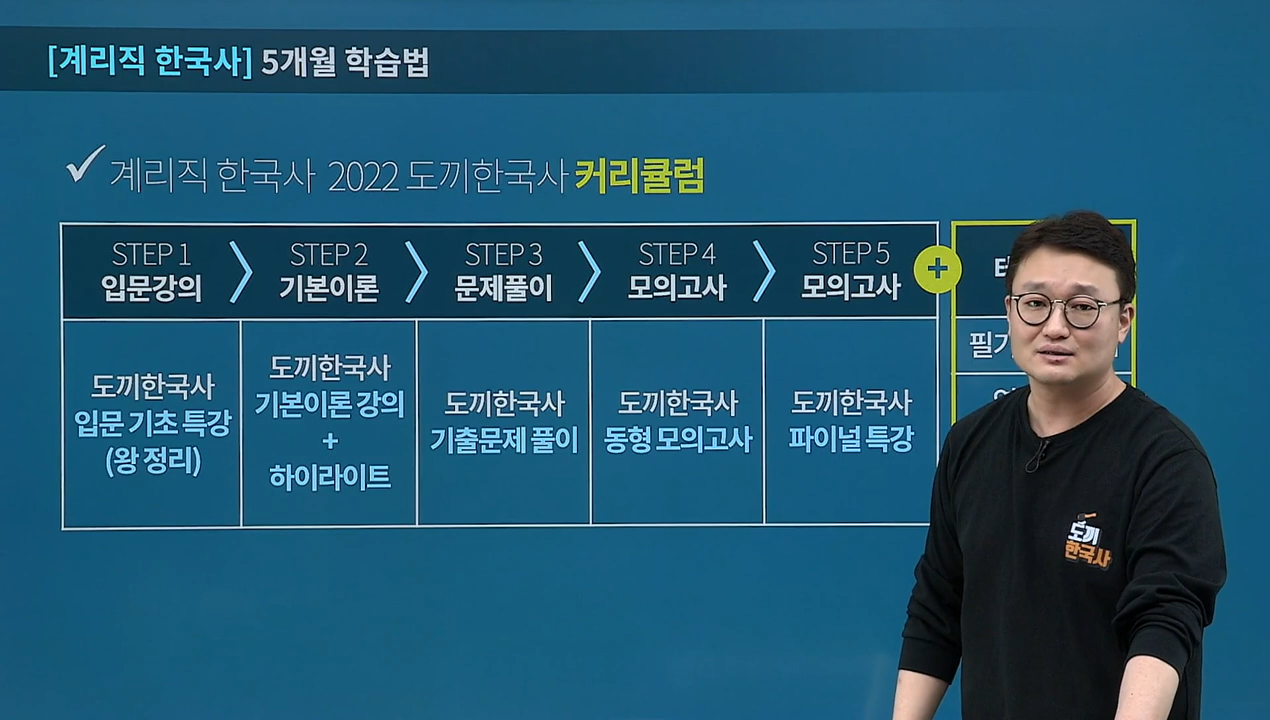 [계리직 한국사] 5개월 학습법
계리직 한국사 2022 도끼한국사 커리큘럼
STEP 1
입문강의
STEP 2
기본이론
STEP 3
문제풀이
STEP 4
모의고사
STEP 5
모의고사
+
도끼한국사
입문 기초 특강
(왕 정리)
도끼한국사
기본이론 강의
+
하이라이트
도끼한국사
기출문제 풀이
도끼한국사
동형 모의고사
도끼한국사
파이널 특강
도끼
한국사